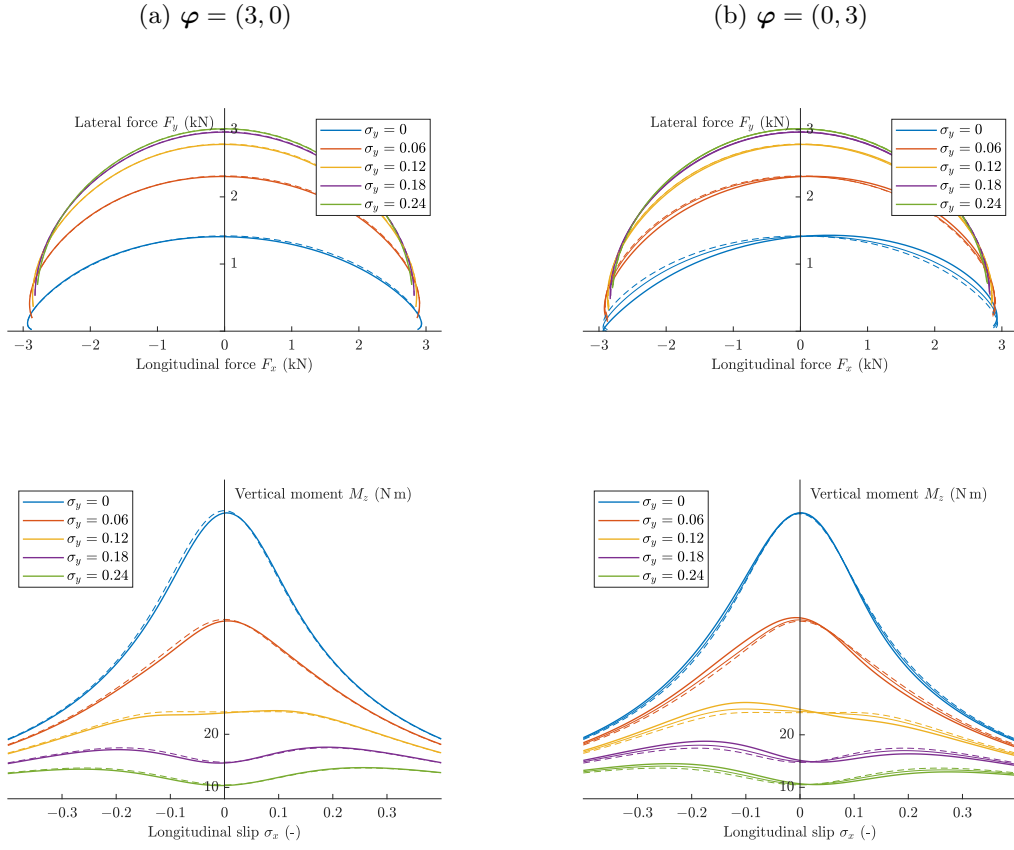 (a) φ = (3, 0)
(b) φ = (0, 3)
Lateral force F_y (kN)
3
2
1
σ_y = 0
σ_y = 0.06
σ_y = 0.12
σ_y = 0.18
σ_y = 0.24
−3 −2 −1 0 1 2 3
Longitudinal force F_x (kN)
Lateral force F_y (kN)
3
2
1
σ_y = 0
σ_y = 0.06
σ_y = 0.12
σ_y = 0.18
σ_y = 0.24
−3 −2 −1 0 1 2 3
Longitudinal force F_x (kN)
Vertical moment M_z (N m)
σ_y = 0
σ_y = 0.06
σ_y = 0.12
σ_y = 0.18
σ_y = 0.24
20
10
−0.3 −0.2 −0.1 0 0.1 0.2 0.3
Longitudinal slip σ_x (-)
Vertical moment M_z (N m)
σ_y = 0
σ_y = 0.06
σ_y = 0.12
σ_y = 0.18
σ_y = 0.24
20
10
−0.3 −0.2 −0.1 0 0.1 0.2 0.3
Longitudinal slip σ_x (-)